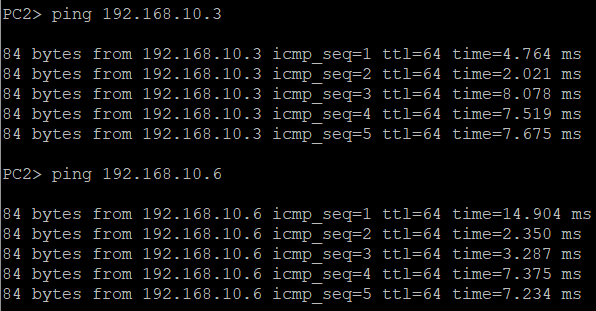 PC2> ping 192.168.10.3
84 bytes from 192.168.10.3 icmp_seq=1 ttl=64 time=4.764 ms
84 bytes from 192.168.10.3 icmp_seq=2 ttl=64 time=2.021 ms
84 bytes from 192.168.10.3 icmp_seq=3 ttl=64 time=8.078 ms
84 bytes from 192.168.10.3 icmp_seq=4 ttl=64 time=7.519 ms
84 bytes from 192.168.10.3 icmp_seq=5 ttl=64 time=7.675 ms
PC2> ping 192.168.10.6
84 bytes from 192.168.10.6 icmp_seq=1 ttl=64 time=14.904 ms
84 bytes from 192.168.10.6 icmp_seq=2 ttl=64 time=2.350 ms
84 bytes from 192.168.10.6 icmp_seq=3 ttl=64 time=3.287 ms
84 bytes from 192.168.10.6 icmp_seq=4 ttl=64 time=7.375 ms
84 bytes from 192.168.10.6 icmp_seq=5 ttl=64 time=7.234 ms